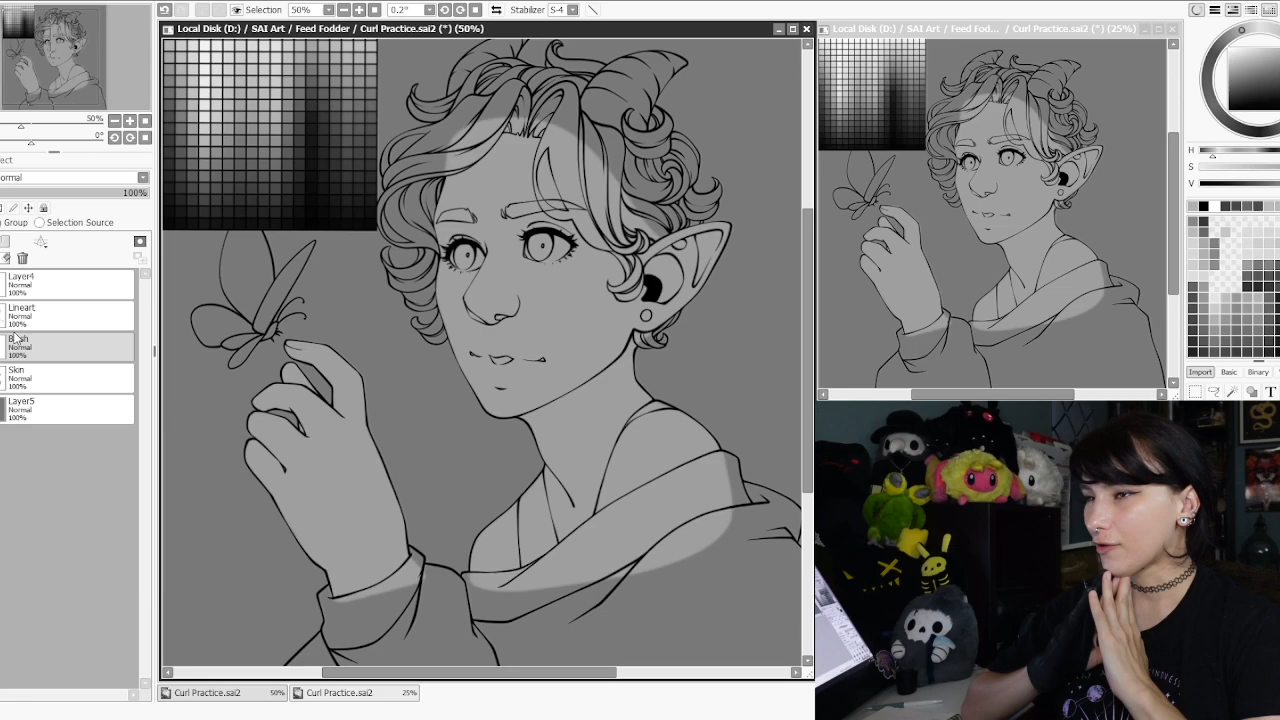 Selection 50% 0.2° Stabilizer S-4
Local Disk (D:) / SAI Art / Feed Fodder / Curl Practice.sai2 (*) (50%)
Local Disk (D:) / SAI Art / Feed Fod... / Curl Practice.sai2 (*) (25%)
50%
0°
100%
Group Selection Source
Layer4
Normal
100%
Lineart
Normal
100%
Normal
100%
Skin
Normal
100%
Layer5
Normal
100%
H
S
V
Import Basic Binary
T
Curl Practice.sai2 50% Curl Practice.sai2 25%